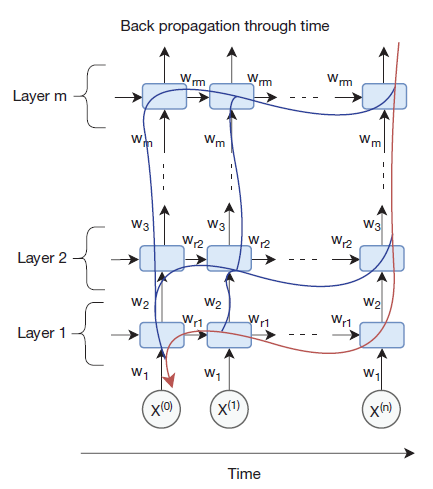 Back propagation through time
Layer m
w_rm w_rm w_rm
w_m w_m w_m
w_3 w_3 w_3
w_r2 w_r2 w_r2
Layer 2
w_2 w_2 w_2
w_r1 w_r1 w_r1
Layer 1
w_1 w_1 w_1
X^(0) X^(1) X^(n)
Time